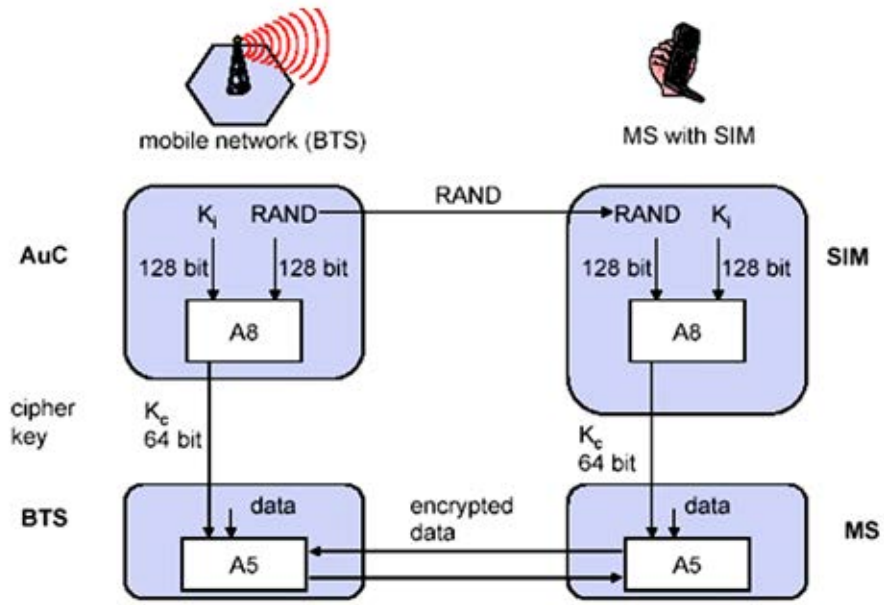 mobile network (BTS)
MS with SIM
RAND
AuC
Ki
RAND
128 bit
128 bit
A8
RAND
Ki
128 bit
128 bit
A8
SIM
cipher
key
Kc
64 bit
Kc
64 bit
BTS
data
A5
encrypted
data
data
A5
MS